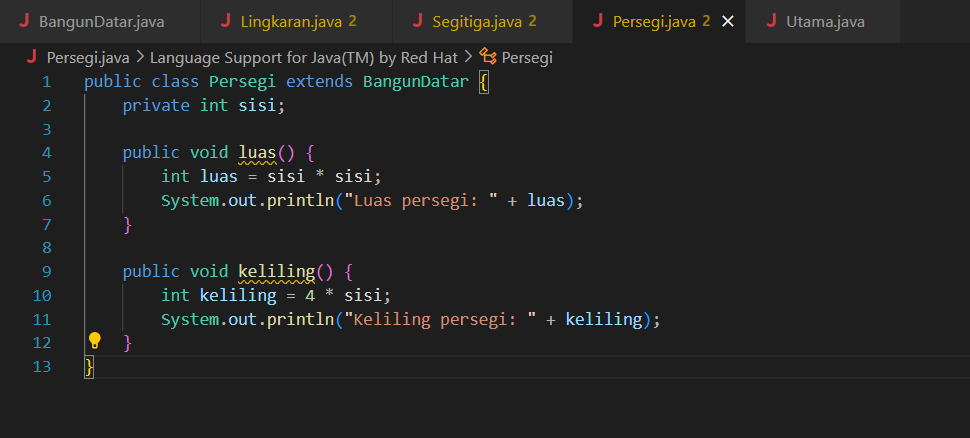 J BangunDatar.java J Lingkaran.java 2 J Segitiga.java 2 J Persegi.java 2 J Utama.java
J Persegi.java > Language Support for Java(TM) by Red Hat > Persegi
1 public class Persegi extends BangunDatar {
2 private int sisi;
3
4 public void luas() {
5 int luas = sisi * sisi;
6 System.out.println("Luas persegi: " + luas);
7 }
8
9 public void keliling() {
10 int keliling = 4 * sisi;
11 System.out.println("Keliling persegi: " + keliling);
12 }
13 }